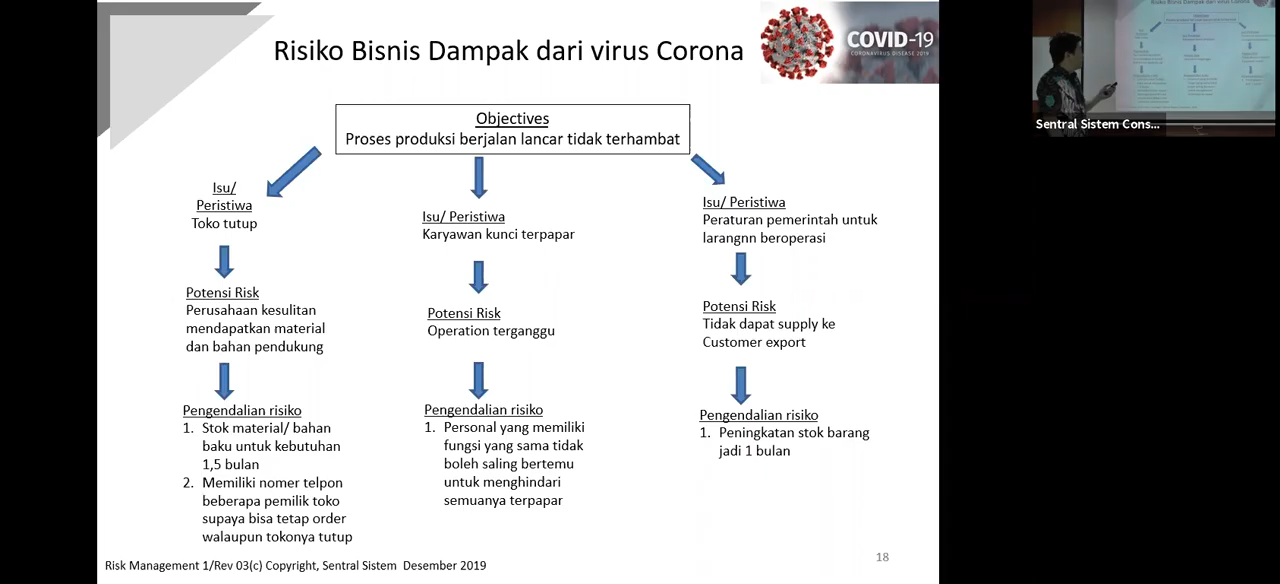 Risiko Bisnis Dampak dari virus Corona
COVID-19
CORONAVIRUS DISEASE 2019
Objectives
Proses produksi berjalan lancar tidak terhambat
Isu/
Peristiwa
Toko tutup
Potensi Risk
Perusahaan kesulitan
mendapatkan material
dan bahan pendukung
Pengendalian risiko
1. Stok material/ bahan
baku untuk kebutuhan
1,5 bulan
2. Memiliki nomer telpon
beberapa pemilik toko
supaya bisa tetap order
walaupun tokonya tutup
Isu/ Peristiwa
Karyawan kunci terpapar
Potensi Risk
Operation terganggu
Pengendalian risiko
1. Personal yang memiliki
fungsi yang sama tidak
boleh saling bertemu
untuk menghindari
semuanya terpapar
Isu/ Peristiwa
Peraturan pemerintah untuk
larangnn beroperasi
Potensi Risk
Tidak dapat supply ke
Customer export
Pengendalian risiko
1. Peningkatan stok barang
jadi 1 bulan
Risk Management 1/Rev 03(c) Copyright, Sentral Sistem Desember 2019
18
Risiko Bisnis Dampak dari virus Corona
Sentral Sistem Cons...